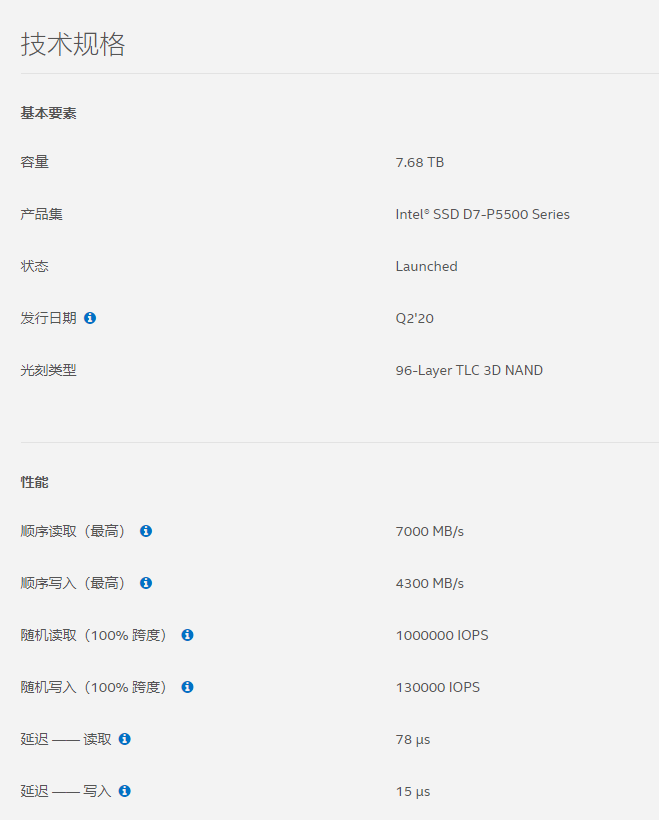 技术规格
基本要素
容量 7.68 TB
产品集 Intel® SSD D7-P5500 Series
状态 Launched
发行日期 Q2'20
光刻类型 96-Layer TLC 3D NAND
性能
顺序读取（最高） 7000 MB/s
顺序写入（最高） 4300 MB/s
随机读取（100% 跨度） 1000000 IOPS
随机写入（100% 跨度） 130000 IOPS
延迟 —— 读取 78 µs
延迟 —— 写入 15 µs